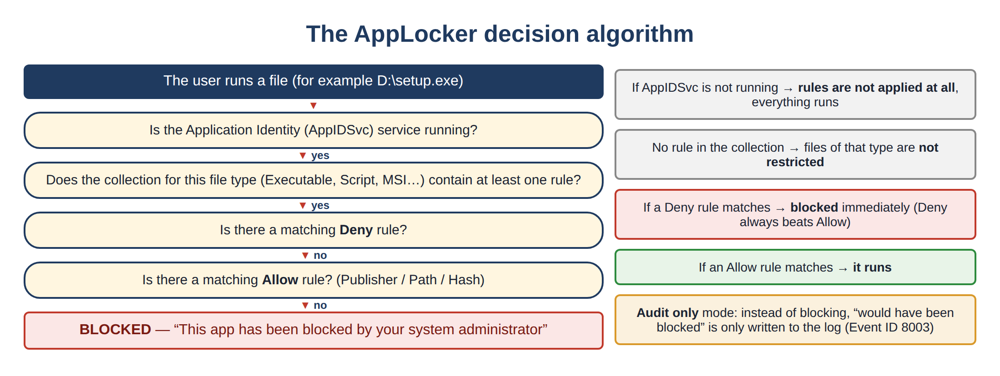 The AppLocker decision algorithm
The user runs a file (for example D:\setup.exe)
▼
Is the Application Identity (AppIDSvc) service running?
▼ yes
Does the collection for this file type (Executable, Script, MSI…) contain at least one rule?
▼ yes
Is there a matching Deny rule?
▼ no
Is there a matching Allow rule? (Publisher / Path / Hash)
▼ no
BLOCKED — “This app has been blocked by your system administrator”
If AppIDSvc is not running → rules are not applied at all,
everything runs
No rule in the collection → files of that type are not
restricted
If a Deny rule matches → blocked immediately (Deny
always beats Allow)
If an Allow rule matches → it runs
Audit only mode: instead of blocking, “would have been
blocked” is only written to the log (Event ID 8003)